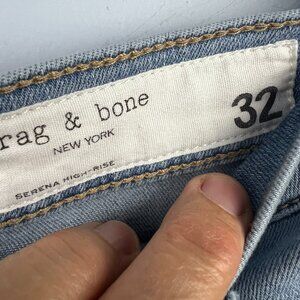 rag & bone
NEW YORK
32
SERENA HIGH-RISE